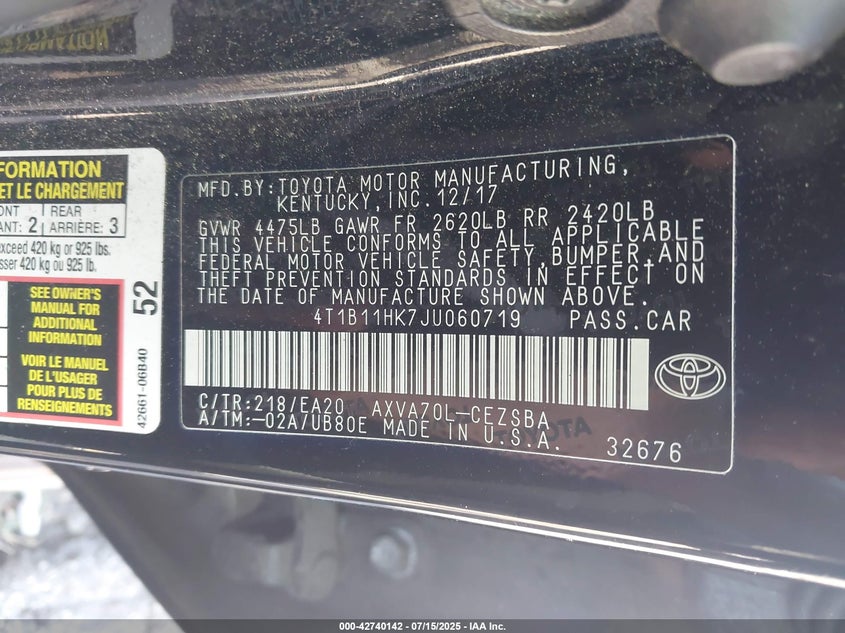 FORMATION
ET LE CHARGEMENT
REAR
ANT: 2 ARRIÈRE: 3
exceed 420 kg or 925 lbs.
sser 420 kg ou 925 lb.
SEE OWNER'S
MANUAL FOR
ADDITIONAL
INFORMATION
VOIR LE MANUEL
DE L'USAGER
POUR PLUS DE
RENSEIGNEMENTS
52
42661-06B40
MFD.BY:TOYOTA MOTOR MANUFACTURING,
KENTUCKY, INC.12/17
GVWR 4475LB GAWR FR 2620LB RR 2420LB
THIS VEHICLE CONFORMS TO ALL APPLICABLE
FEDERAL MOTOR VEHICLE SAFETY,BUMPER,AND
THEFT PREVENTION STANDARDS IN EFFECT ON
THE DATE OF MANUFACTURE SHOWN ABOVE.
4T1B11HK7JU060719 PASS.CAR
C/TR:218/EA20 AXVA70L-CEZSBA
A/TM:-02A/UB80E MADE IN U.S.A.
32676
000-42740142 - 07/15/2025 - IAA Inc.